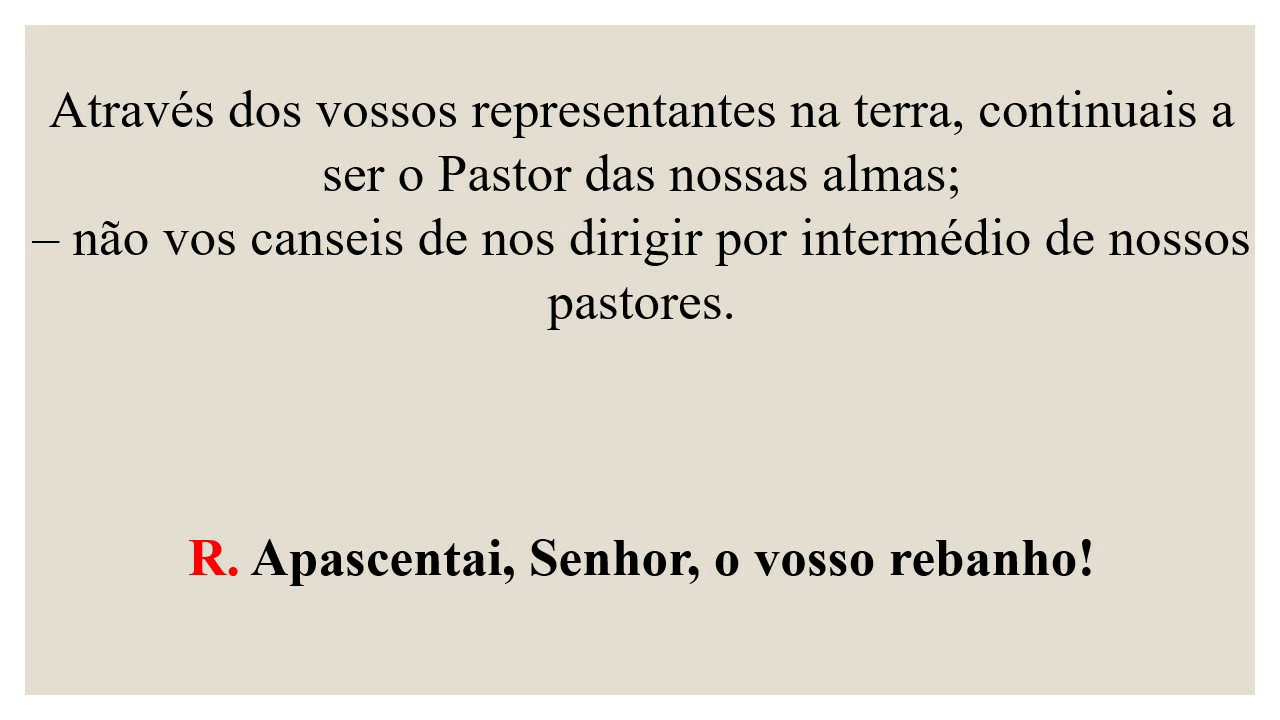 Através dos vossos representantes na terra, continuais a
ser o Pastor das nossas almas;
– não vos canseis de nos dirigir por intermédio de nossos
pastores.
R. Apascentai, Senhor, o vosso rebanho!